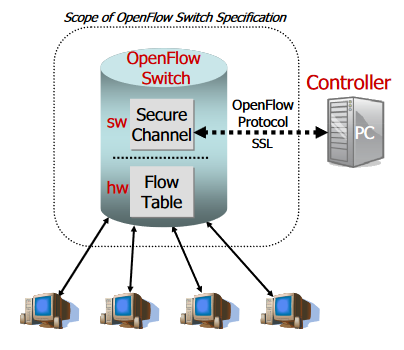 Scope of OpenFlow Switch Specification
OpenFlow
Switch
Controller
sw
Secure
Channel
OpenFlow
Protocol
SSL
PC
hw
Flow
Table